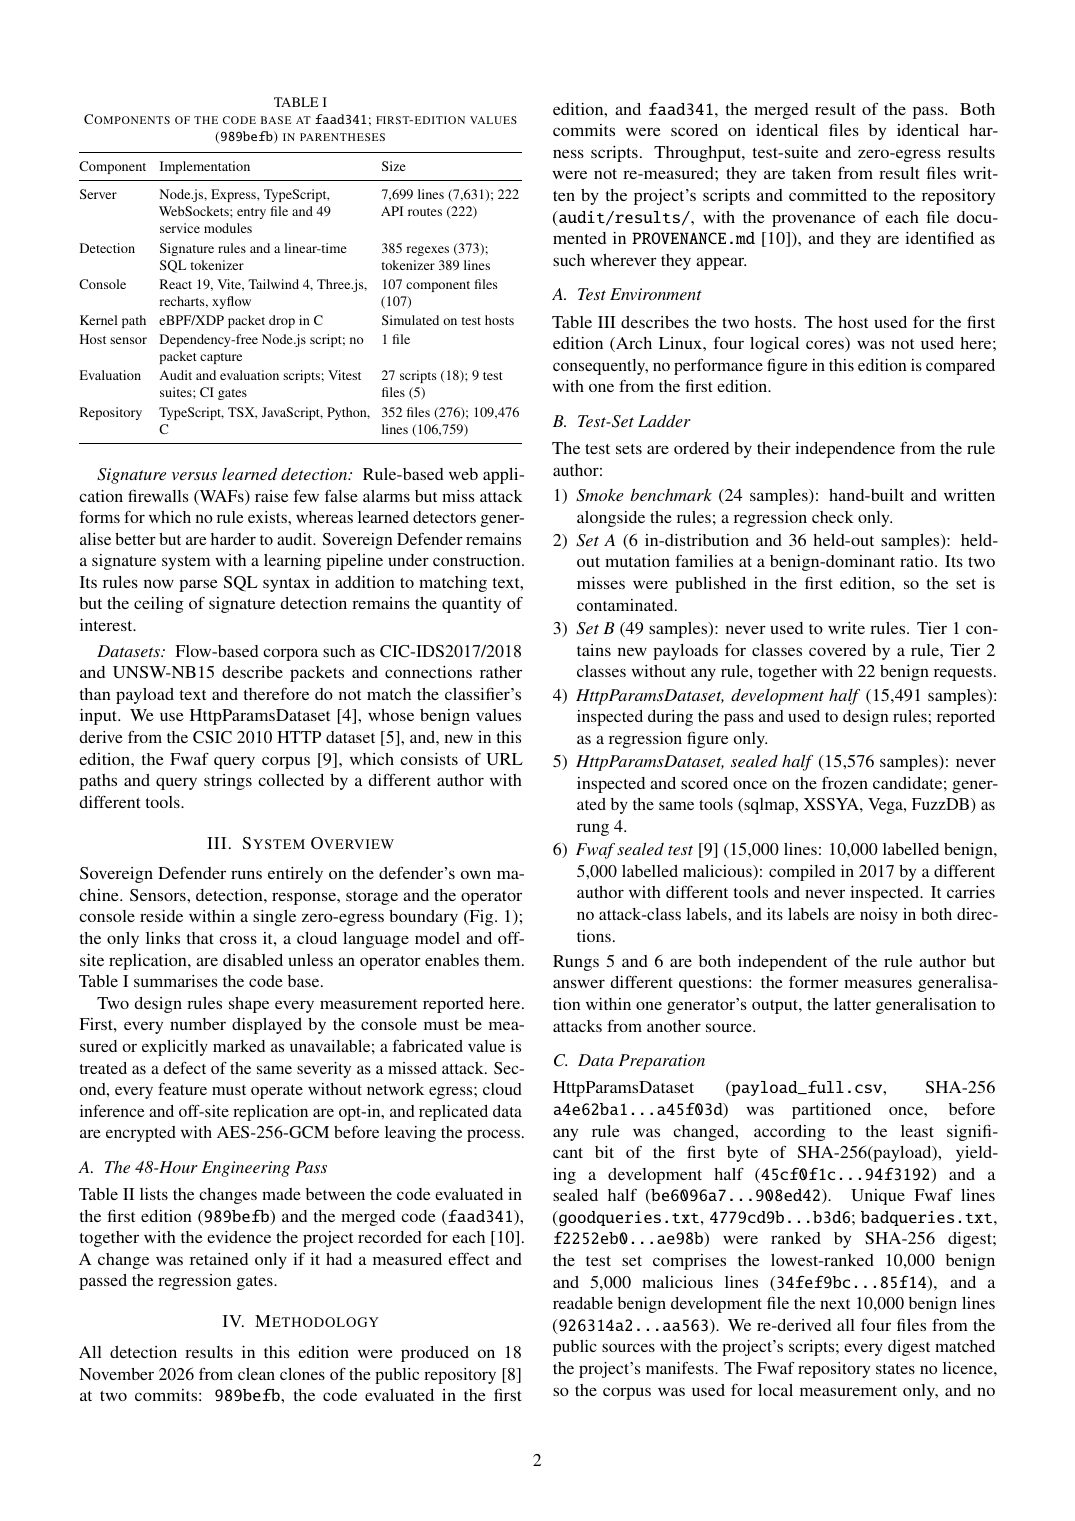 TABLE I
COMPONENTS OF THE CODE BASE AT faad341; FIRST-EDITION VALUES
(989befb) IN PARENTHESES
Component Implementation Size
Server Node.js, Express, TypeScript, 7,699 lines (7,631); 222
WebSockets; entry file and 49 API routes (222)
service modules
Detection Signature rules and a linear-time 385 regexes (373);
SQL tokenizer tokenizer 389 lines
Console React 19, Vite, Tailwind 4, Three.js, 107 component files
recharts, xyflow (107)
Kernel path eBPF/XDP packet drop in C Simulated on test hosts
Host sensor Dependency-free Node.js script; no 1 file
packet capture
Evaluation Audit and evaluation scripts; Vitest 27 scripts (18); 9 test
suites; CI gates files (5)
Repository TypeScript, TSX, JavaScript, Python, 352 files (276); 109,476
C lines (106,759)
Signature versus learned detection: Rule-based web appli-
cation firewalls (WAFs) raise few false alarms but miss attack
forms for which no rule exists, whereas learned detectors gener-
alise better but are harder to audit. Sovereign Defender remains
a signature system with a learning pipeline under construction.
Its rules now parse SQL syntax in addition to matching text,
but the ceiling of signature detection remains the quantity of
interest.
Datasets: Flow-based corpora such as CIC-IDS2017/2018
and UNSW-NB15 describe packets and connections rather
than payload text and therefore do not match the classifier's
input. We use HttpParamsDataset [4], whose benign values
derive from the CSIC 2010 HTTP dataset [5], and, new in this
edition, the Fwaf query corpus [9], which consists of URL
paths and query strings collected by a different author with
different tools.
III. SYSTEM OVERVIEW
Sovereign Defender runs entirely on the defender's own ma-
chine. Sensors, detection, response, storage and the operator
console reside within a single zero-egress boundary (Fig. 1);
the only links that cross it, a cloud language model and off-
site replication, are disabled unless an operator enables them.
Table I summarises the code base.
Two design rules shape every measurement reported here.
First, every number displayed by the console must be mea-
sured or explicitly marked as unavailable; a fabricated value is
treated as a defect of the same severity as a missed attack. Sec-
ond, every feature must operate without network egress; cloud
inference and off-site replication are opt-in, and replicated data
are encrypted with AES-256-GCM before leaving the process.
A. The 48-Hour Engineering Pass
Table II lists the changes made between the code evaluated in
the first edition (989befb) and the merged code (faad341),
together with the evidence the project recorded for each [10].
A change was retained only if it had a measured effect and
passed the regression gates.
IV. METHODOLOGY
All detection results in this edition were produced on 18
November 2026 from clean clones of the public repository [8]
at two commits: 989befb, the code evaluated in the first
edition, and faad341, the merged result of the pass. Both
commits were scored on identical files by identical har-
ness scripts. Throughput, test-suite and zero-egress results
were not re-measured; they are taken from result files writ-
ten by the project's scripts and committed to the repository
(audit/results/, with the provenance of each file docu-
mented in PROVENANCE.md [10]), and they are identified as
such wherever they appear.
A. Test Environment
Table III describes the two hosts. The host used for the first
edition (Arch Linux, four logical cores) was not used here;
consequently, no performance figure in this edition is compared
with one from the first edition.
B. Test-Set Ladder
The test sets are ordered by their independence from the rule
author:
1) Smoke benchmark (24 samples): hand-built and written
alongside the rules; a regression check only.
2) Set A (6 in-distribution and 36 held-out samples): held-
out mutation families at a benign-dominant ratio. Its two
misses were published in the first edition, so the set is
contaminated.
3) Set B (49 samples): never used to write rules. Tier 1 con-
tains new payloads for classes covered by a rule, Tier 2
classes without any rule, together with 22 benign requests.
4) HttpParamsDataset, development half (15,491 samples):
inspected during the pass and used to design rules; reported
as a regression figure only.
5) HttpParamsDataset, sealed half (15,576 samples): never
inspected and scored once on the frozen candidate; gener-
ated by the same tools (sqlmap, XSSYA, Vega, FuzzDB) as
rung 4.
6) Fwaf sealed test [9] (15,000 lines: 10,000 labelled benign,
5,000 labelled malicious): compiled in 2017 by a different
author with different tools and never inspected. It carries
no attack-class labels, and its labels are noisy in both direc-
tions.
Rungs 5 and 6 are both independent of the rule author but
answer different questions: the former measures generalisa-
tion within one generator's output, the latter generalisation to
attacks from another source.
C. Data Preparation
HttpParamsDataset (payload_full.csv, SHA-256
a4e62ba1...a45f03d) was partitioned once, before
any rule was changed, according to the least signifi-
cant bit of the first byte of SHA-256(payload), yield-
ing a development half (45cf0f1c...94f3192) and a
sealed half (be6096a7...908ed42). Unique Fwaf lines
(goodqueries.txt, 4779cd9b...b3d6; badqueries.txt,
f2252eb0...ae98b) were ranked by SHA-256 digest;
the test set comprises the lowest-ranked 10,000 benign
and 5,000 malicious lines (34fef9bc...85f14), and a
readable benign development file the next 10,000 benign lines
(926314a2...aa563). We re-derived all four files from the
public sources with the project's scripts; every digest matched
the project's manifests. The Fwaf repository states no licence,
so the corpus was used for local measurement only, and no
2